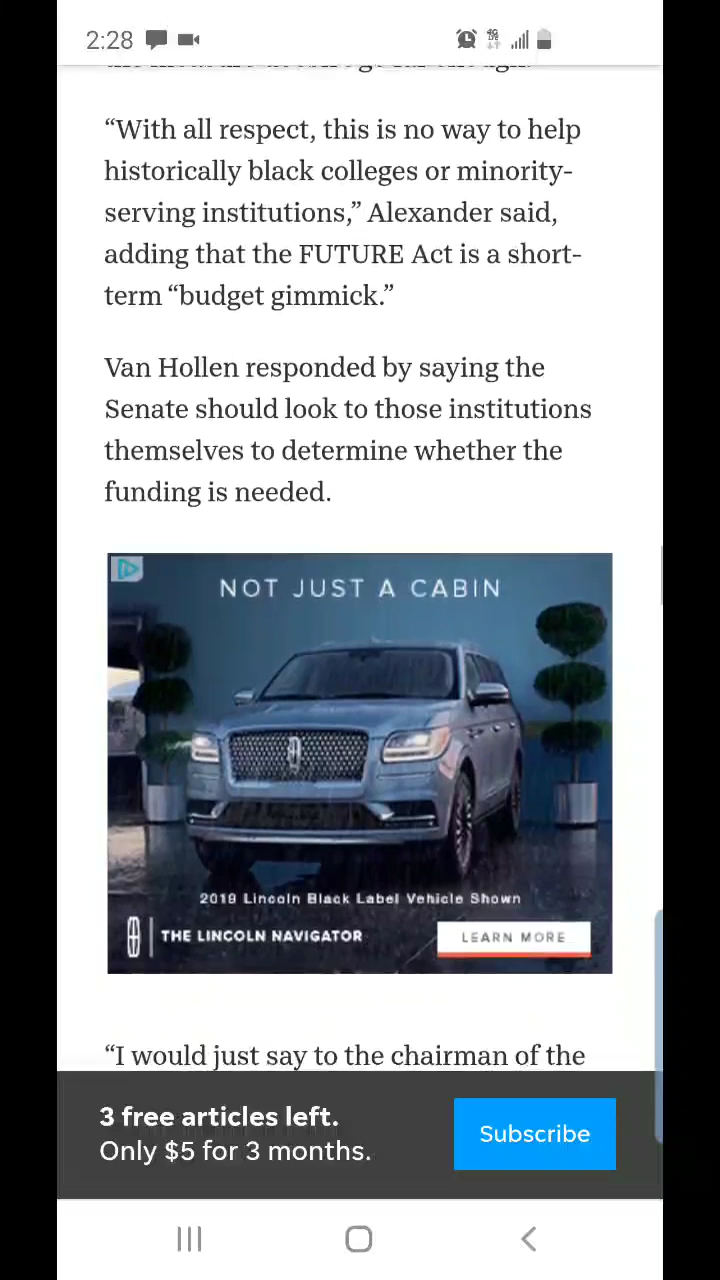 2:28
“With all respect, this is no way to help
historically black colleges or minority-
serving institutions,” Alexander said,
adding that the FUTURE Act is a short-
term “budget gimmick.”
Van Hollen responded by saying the
Senate should look to those institutions
themselves to determine whether the
funding is needed.
NOT JUST A CABIN
2019 Lincoln Black Label Vehicle Shown
THE LINCOLN NAVIGATOR
LEARN MORE
“I would just say to the chairman of the
3 free articles left.
Only $5 for 3 months.
Subscribe